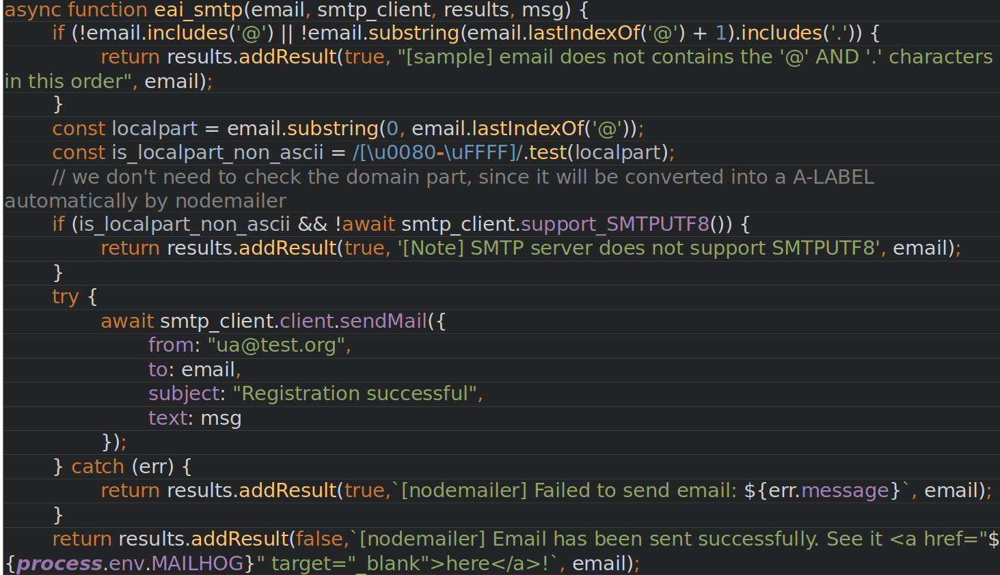 async function eai_smtp(email, smtp_client, results, msg) {
if (!email.includes('@') || !email.substring(email.lastIndexOf('@') + 1).includes('.')) {
return results.addResult(true, "[sample] email does not contains the '@' AND '.' characters
in this order", email);
}
const localpart = email.substring(0, email.lastIndexOf('@'));
const is_localpart_non_ascii = /[\u0080-\uFFFF]/.test(localpart);
// we don't need to check the domain part, since it will be converted into a A-LABEL
automatically by nodemailer
if (is_localpart_non_ascii && !await smtp_client.support_SMTPUTF8()) {
return results.addResult(true, '[Note] SMTP server does not support SMTPUTF8', email);
}
try {
await smtp_client.client.sendMail({
from: "ua@test.org",
to: email,
subject: "Registration successful",
text: msg
});
} catch (err) {
return results.addResult(true,`[nodemailer] Failed to send email: ${err.message}`, email);
}
return results.addResult(false,`[nodemailer] Email has been sent successfully. See it <a href="$
{process.env.MAILHOG}" target="_blank">here</a>!`, email);